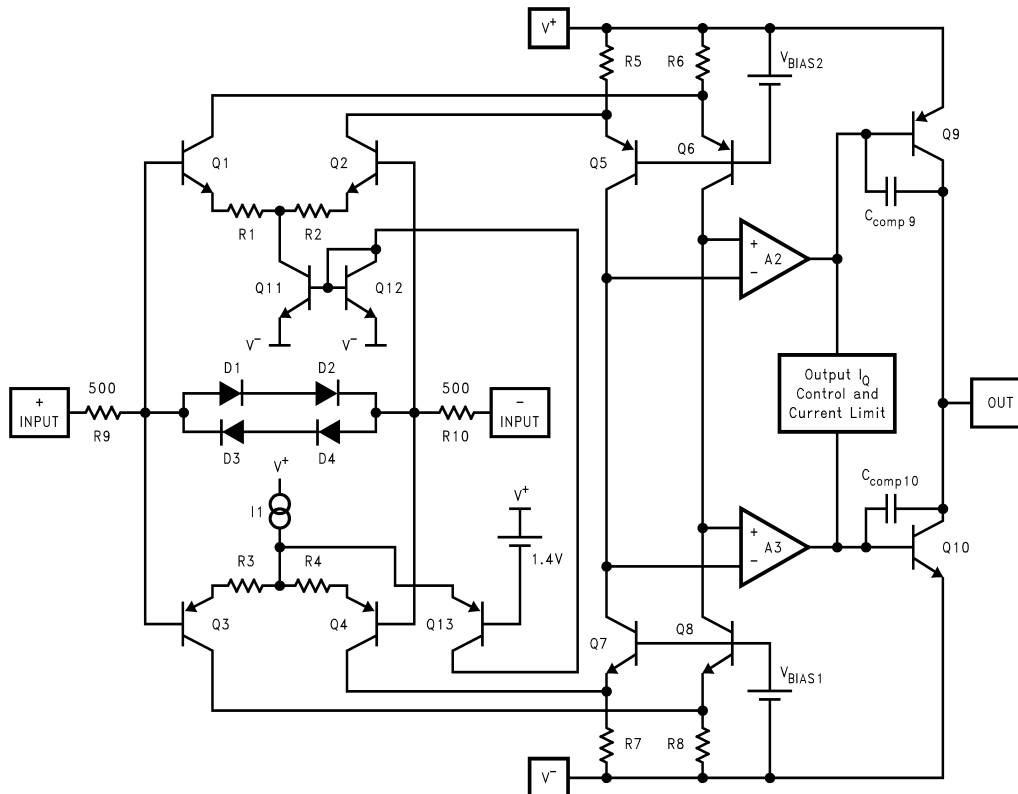 V+
R5
R6
VBIAS2
Q1
Q2
Q5
Q6
Q9
R1
R2
Ccomp 9
+
A2
−
Q11
Q12
V−
V−
D1
D2
Output IQ
Control and
Current Limit
+
INPUT
500
R9
500
R10
−
INPUT
OUT
D3
D4
V+
I1
V+
1.4V
Ccomp10
+
A3
−
Q10
R3
R4
Q3
Q4
Q13
Q7
Q8
VBIAS1
R7
R8
V−